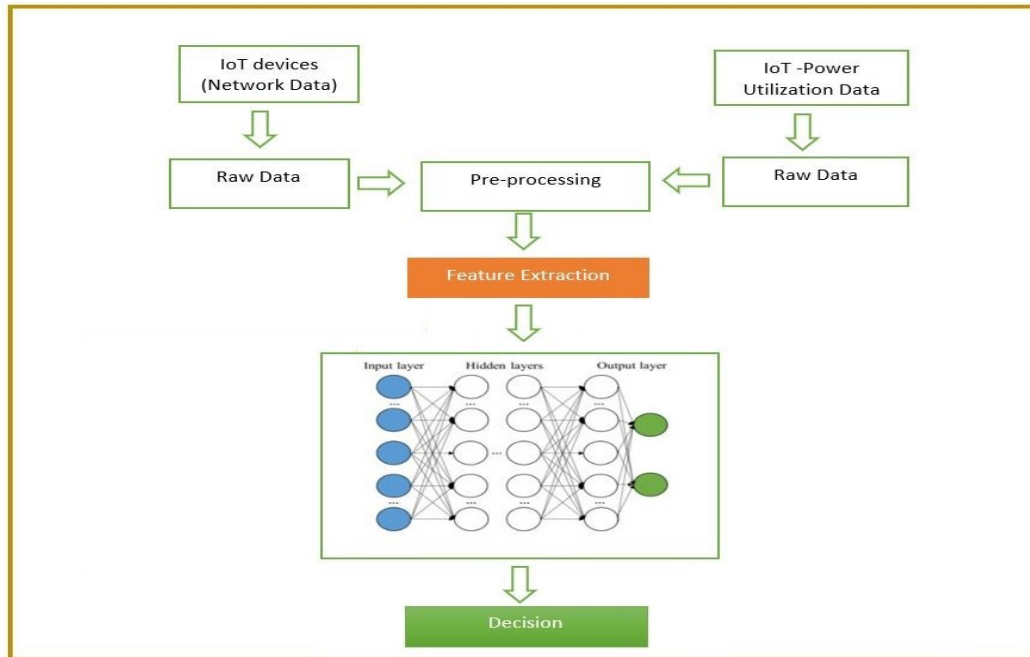 IoT devices
(Network Data)
IoT -Power
Utilization Data
Raw Data
Pre-processing
Raw Data
Feature Extraction
Input layer
Hidden layers
Output layer
...
...
...
...
...
...
...
...
...
Decision